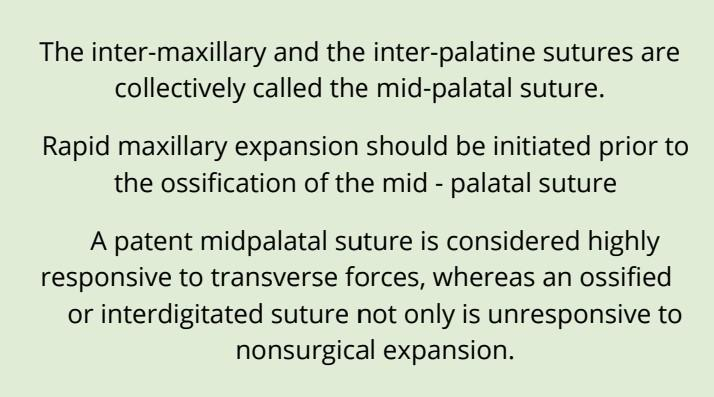 The inter-maxillary and the inter-palatine sutures are
collectively called the mid-palatal suture.
Rapid maxillary expansion should be initiated prior to
the ossification of the mid - palatal suture
A patent midpalatal suture is considered highly
responsive to transverse forces, whereas an ossified
or interdigitated suture not only is unresponsive to
nonsurgical expansion.